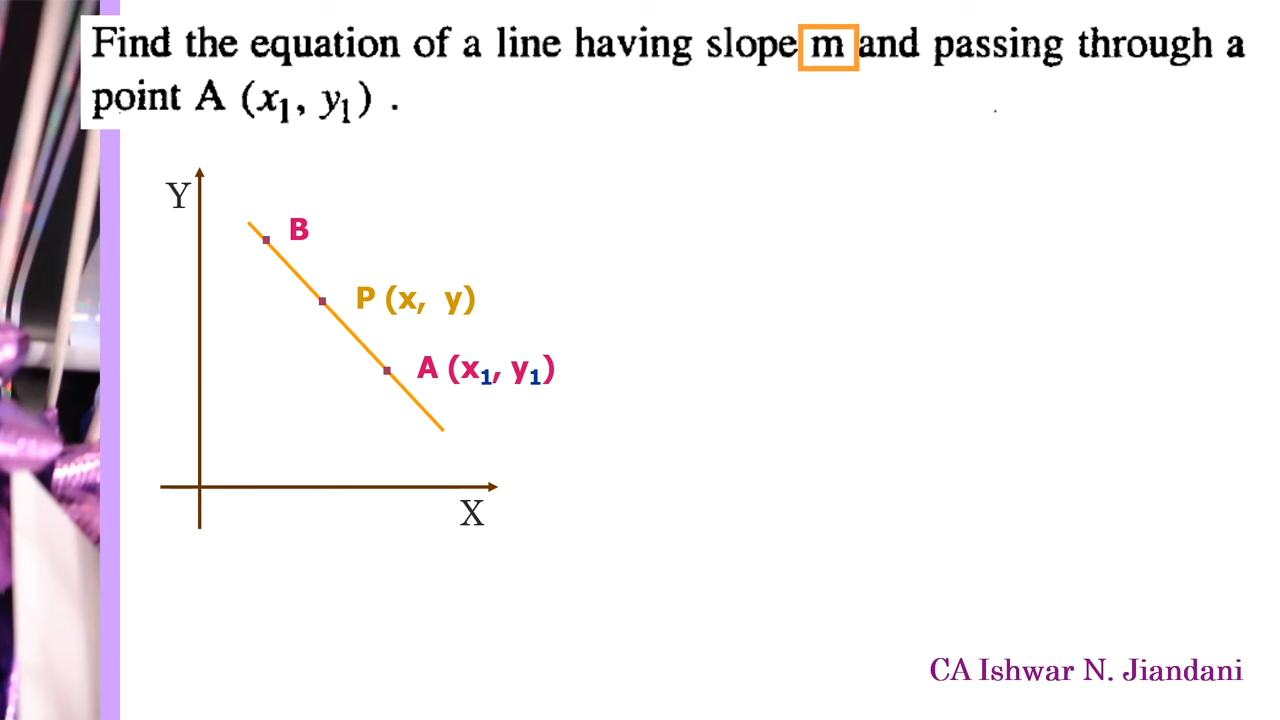 Find the equation of a line having slope m and passing through a
point A (x₁, y₁) .
Y
B
P (x, y)
A (x₁, y₁)
X
CA Ishwar N. Jiandani